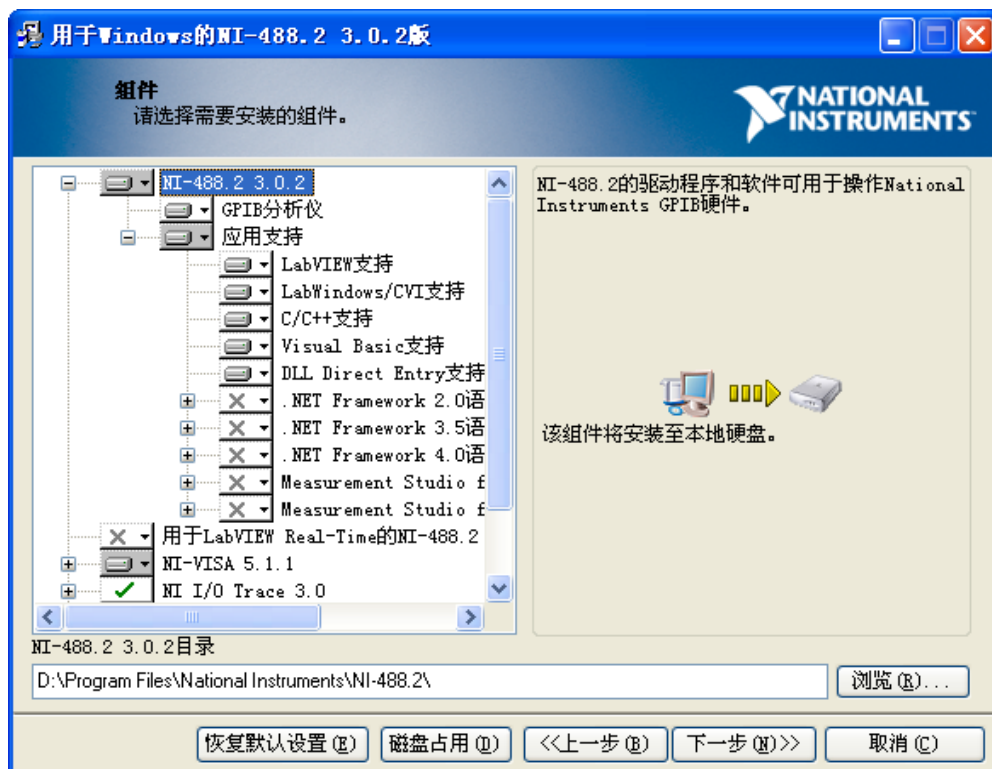 用于Windows的NI-488.2 3.0.2版
组件
请选择需要安装的组件。
NATIONAL
INSTRUMENTS
NI-488.2 3.0.2
GPIB分析仪
应用支持
LabVIEW支持
LabWindows/CVI支持
C/C++支持
Visual Basic支持
DLL Direct Entry支持
.NET Framework 2.0语
.NET Framework 3.5语
.NET Framework 4.0语
Measurement Studio f
Measurement Studio f
用于LabVIEW Real-Time的NI-488.2
NI-VISA 5.1.1
NI I/O Trace 3.0
NI-488.2的驱动程序和软件可用于操作National
Instruments GPIB硬件。
该组件将安装至本地硬盘。
NI-488.2 3.0.2目录
D:\Program Files\National Instruments\NI-488.2\
浏览(R)...
恢复默认设置(E)
磁盘占用(D)
<<上一步(B)
下一步(N)>>
取消(C)